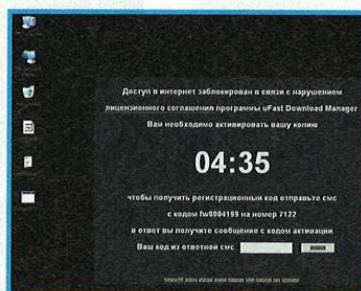 Доступ в интернет заблокирован в связи с нарушением
лицензионного соглашения программы uFast Download Manager
Вам необходимо активировать вашу копию
04:35
чтобы получить регистрационный код отправьте смс
с кодом fw0004199 на номер 7122
в ответ вы получите сообщение с кодом активации
Ваш код из ответной смс